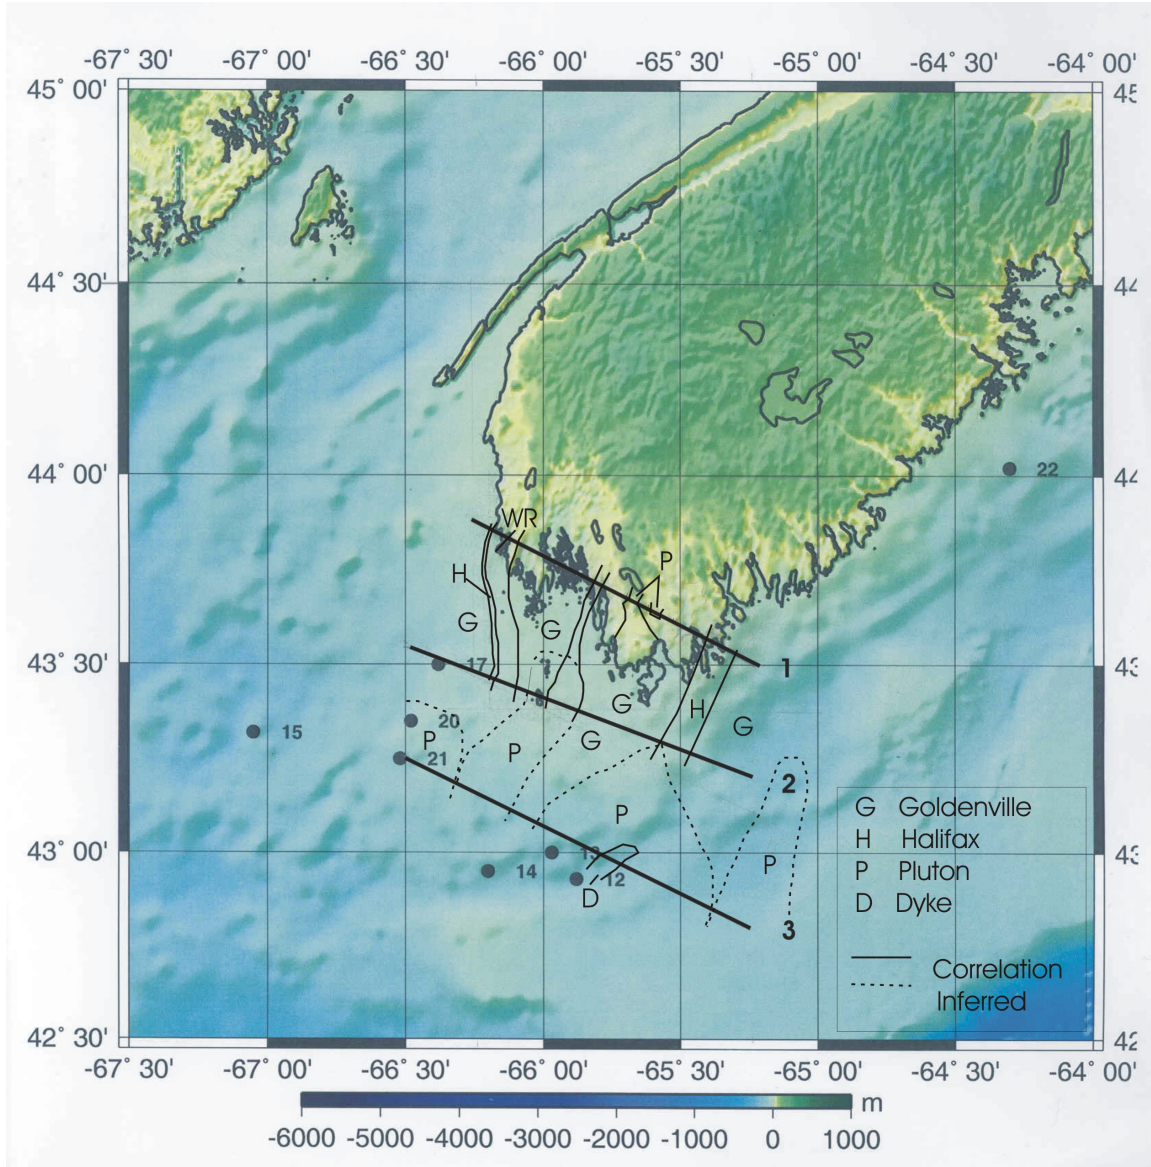 -67° 30' -67° 00' -66° 30' -66° 00' -65° 30' -65° 00' -64° 30' -64° 00'
45° 00'
44° 30'
44° 00'
22
WR
P
H
G
G
17
1
43° 30'
G
H
G
15
20
P
P
G
21
2
P
G Goldenville
H Halifax
P Pluton
D Dyke
43° 00'
13
P
14
12
D
3
Correlation
Inferred
42° 30'
-67° 30' -67° 00' -66° 30' -66° 00' -65° 30' -65° 00' -64° 30' -64° 00'
m
-6000 -5000 -4000 -3000 -2000 -1000 0 1000